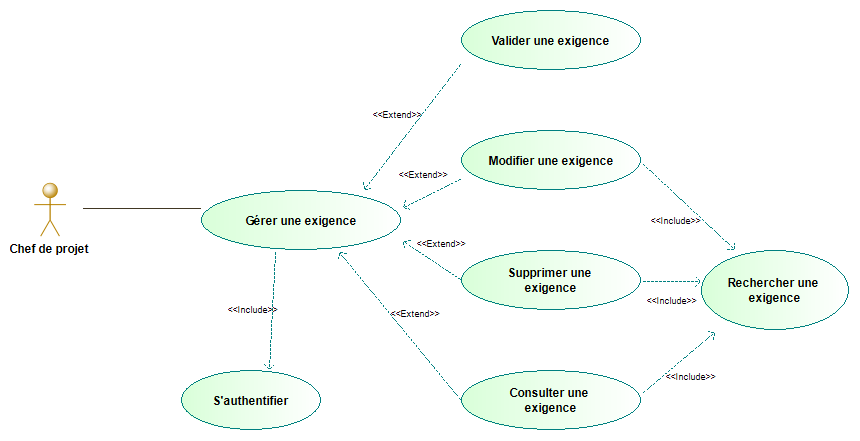 Valider une exigence
<<Extend>>
Modifier une exigence
<<Extend>>
<<Include>>
Chef de projet
Gérer une exigence
<<Extend>>
Supprimer une
exigence
<<Include>>
Rechercher une
exigence
<<Include>>
<<Extend>>
<<Include>>
S'authentifier
Consulter une
exigence